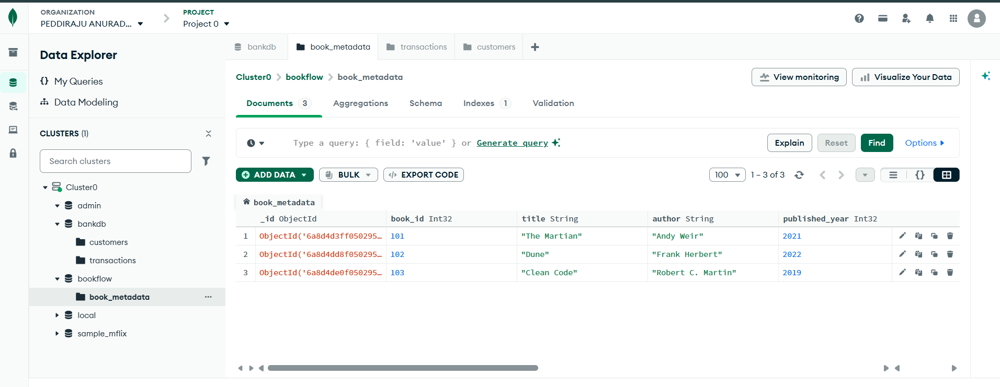 ORGANIZATION
PEDDIRAJU ANURAD...
PROJECT
Project 0
Data Explorer
My Queries
Data Modeling
CLUSTERS (1)
Search clusters
Cluster0
admin
bankdb
customers
transactions
bookflow
book_metadata
local
sample_mflix
bankdb
book_metadata
transactions
customers
Cluster0 > bookflow > book_metadata
View monitoring
Visualize Your Data
Documents 3
Aggregations
Schema
Indexes 1
Validation
Type a query: { field: 'value' } or Generate query
Explain
Reset
Find
Options
ADD DATA
BULK
EXPORT CODE
100
1 – 3 of 3
book_metadata
_id ObjectId book_id Int32 title String author String published_year Int32
1 ObjectId('6a8d4d3ff050295... 101 "The Martian" "Andy Weir" 2021
2 ObjectId('6a8d4dd8f050295... 102 "Dune" "Frank Herbert" 2022
3 ObjectId('6a8d4de0f050295... 103 "Clean Code" "Robert C. Martin" 2019